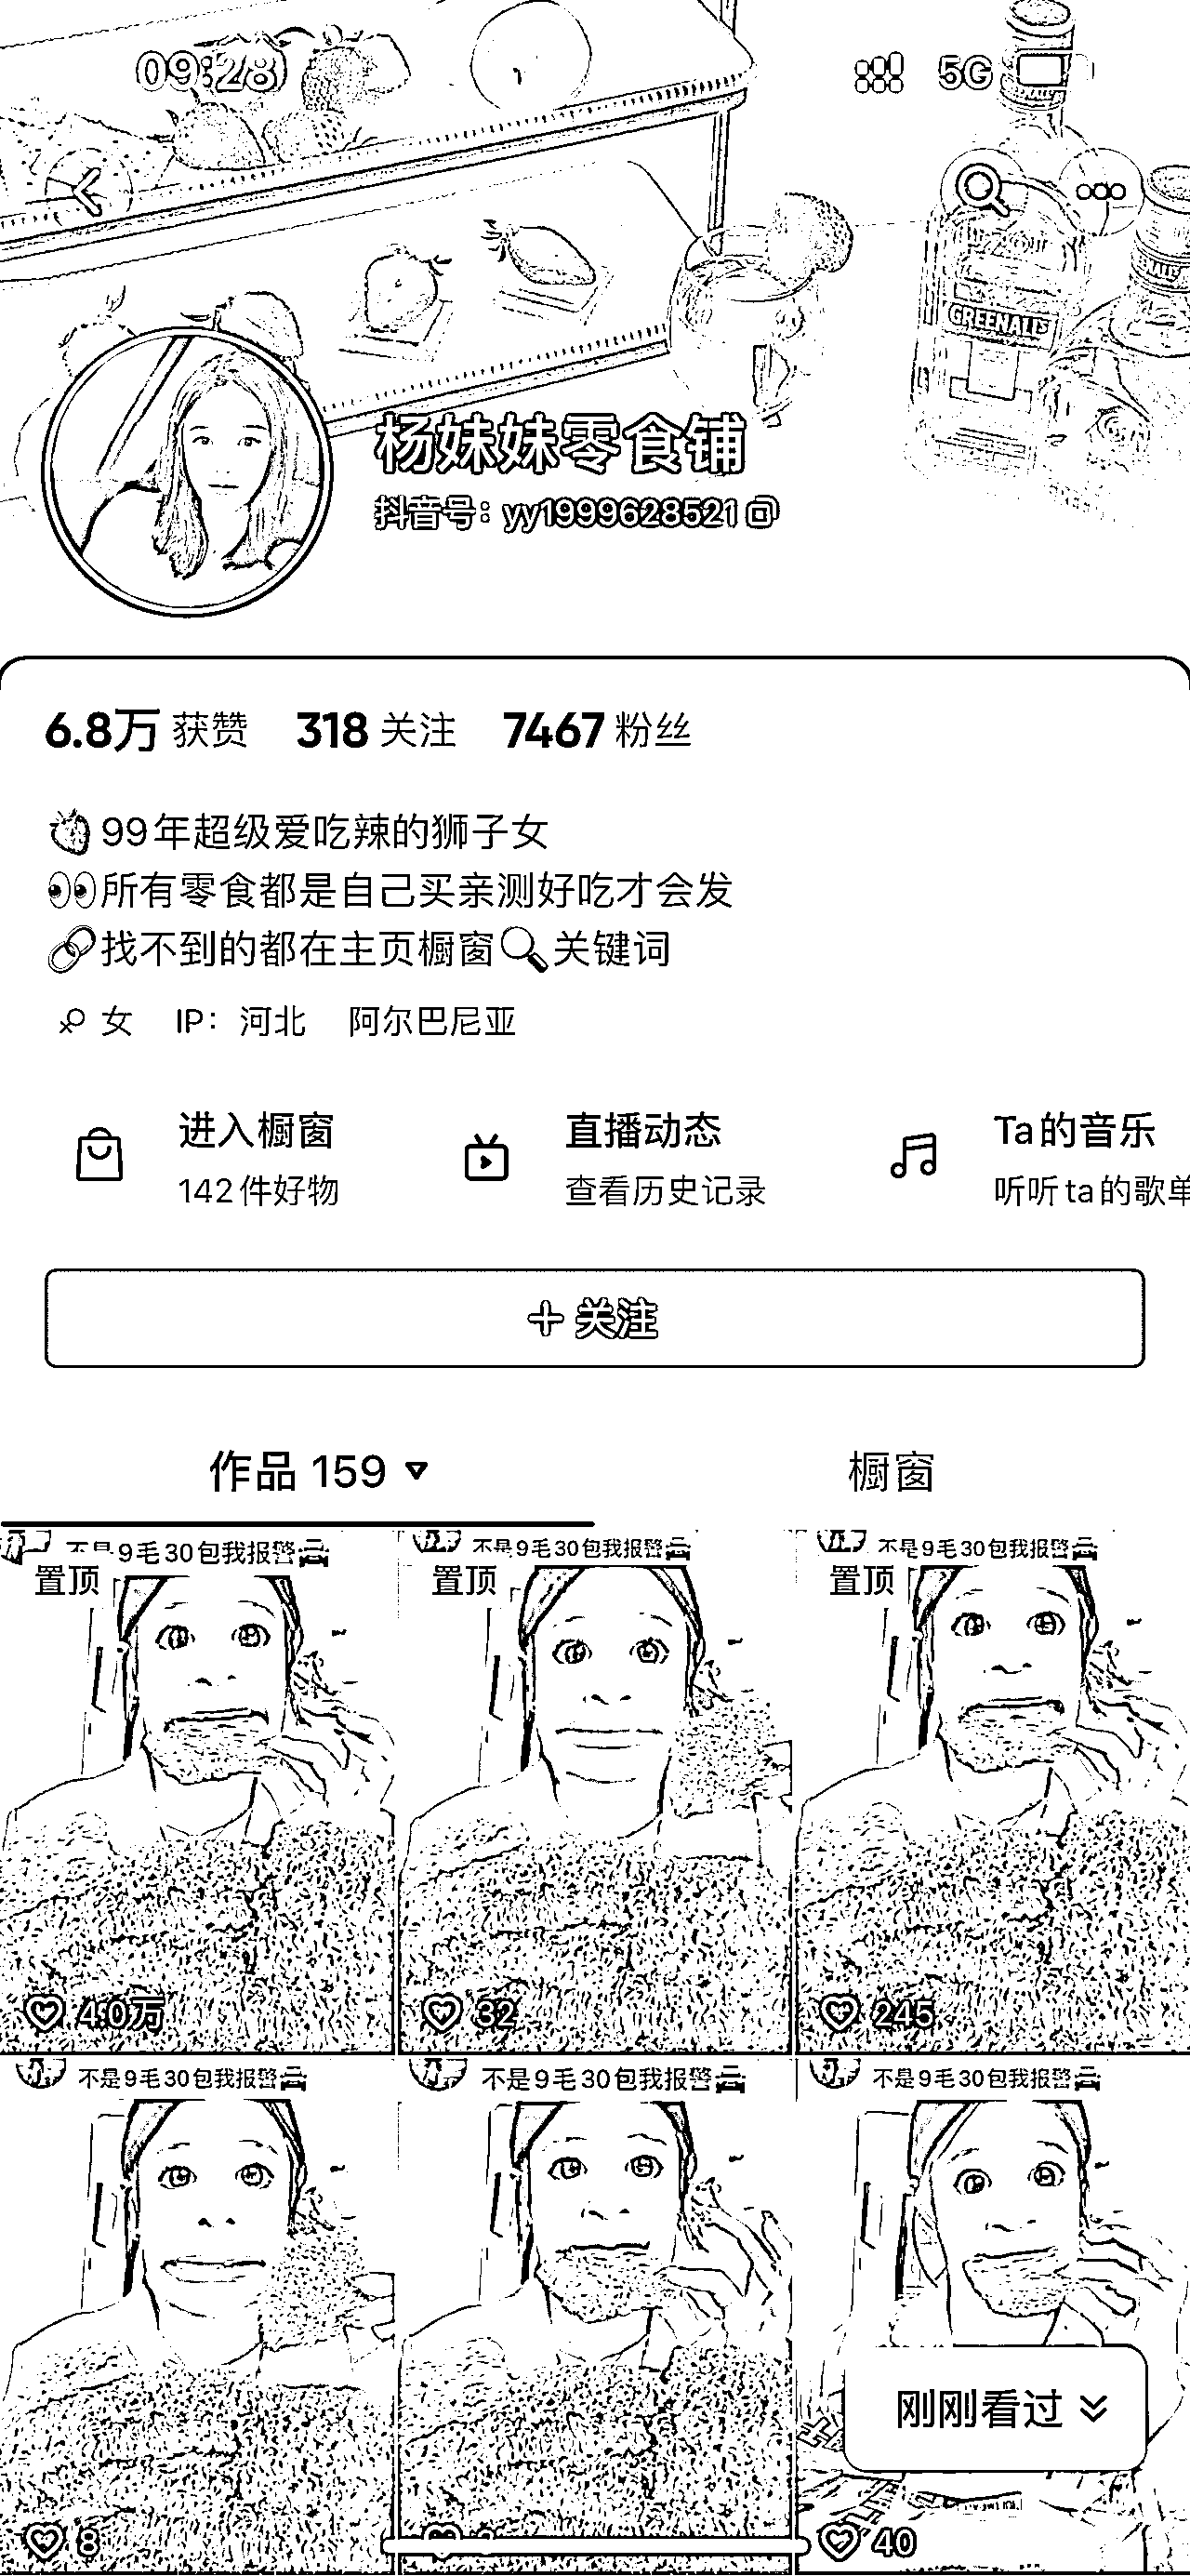 09:28 5G
GREENALL'S
杨妹妹零食铺
抖音号：yy1999628521
6.8万 获赞 318 关注 7467 粉丝
🍓99年超级爱吃辣的狮子女
👀所有零食都是自己买亲测好吃才会发
🔗找不到的都在主页橱窗🔍关键词
女 IP：河北 阿尔巴尼亚
进入橱窗 直播动态 Ta的音乐
142件好物 查看历史记录 听听ta的歌单
+ 关注
作品 159 橱窗
不是9毛30包我报警 不是9毛30包我报警 不是9毛30包我报警
置顶 置顶 置顶
4.0万 32 245
不是9毛30包我报警 不是9毛30包我报警 不是9毛30包我报警
刚刚看过
8 40